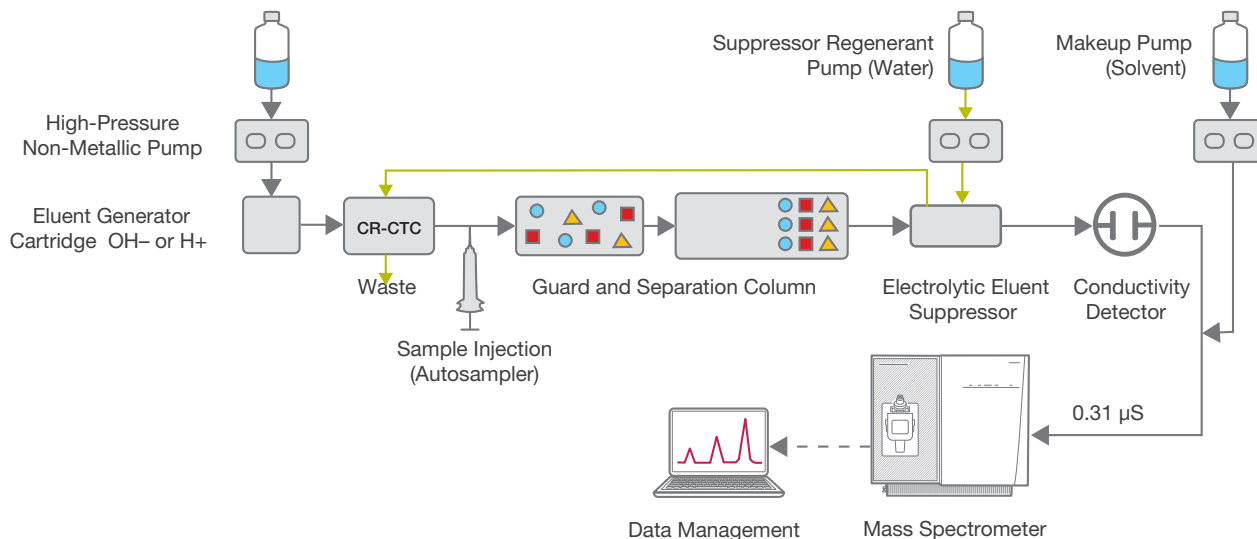 Suppressor Regenerant
Pump (Water)
Makeup Pump
(Solvent)
High-Pressure
Non-Metallic Pump
Eluent Generator
Cartridge  OH– or H+
CR-CTC
Waste
Sample Injection
(Autosampler)
Guard and Separation Column
Electrolytic Eluent
Suppressor
Conductivity
Detector
0.31 µS
Data Management
Mass Spectrometer